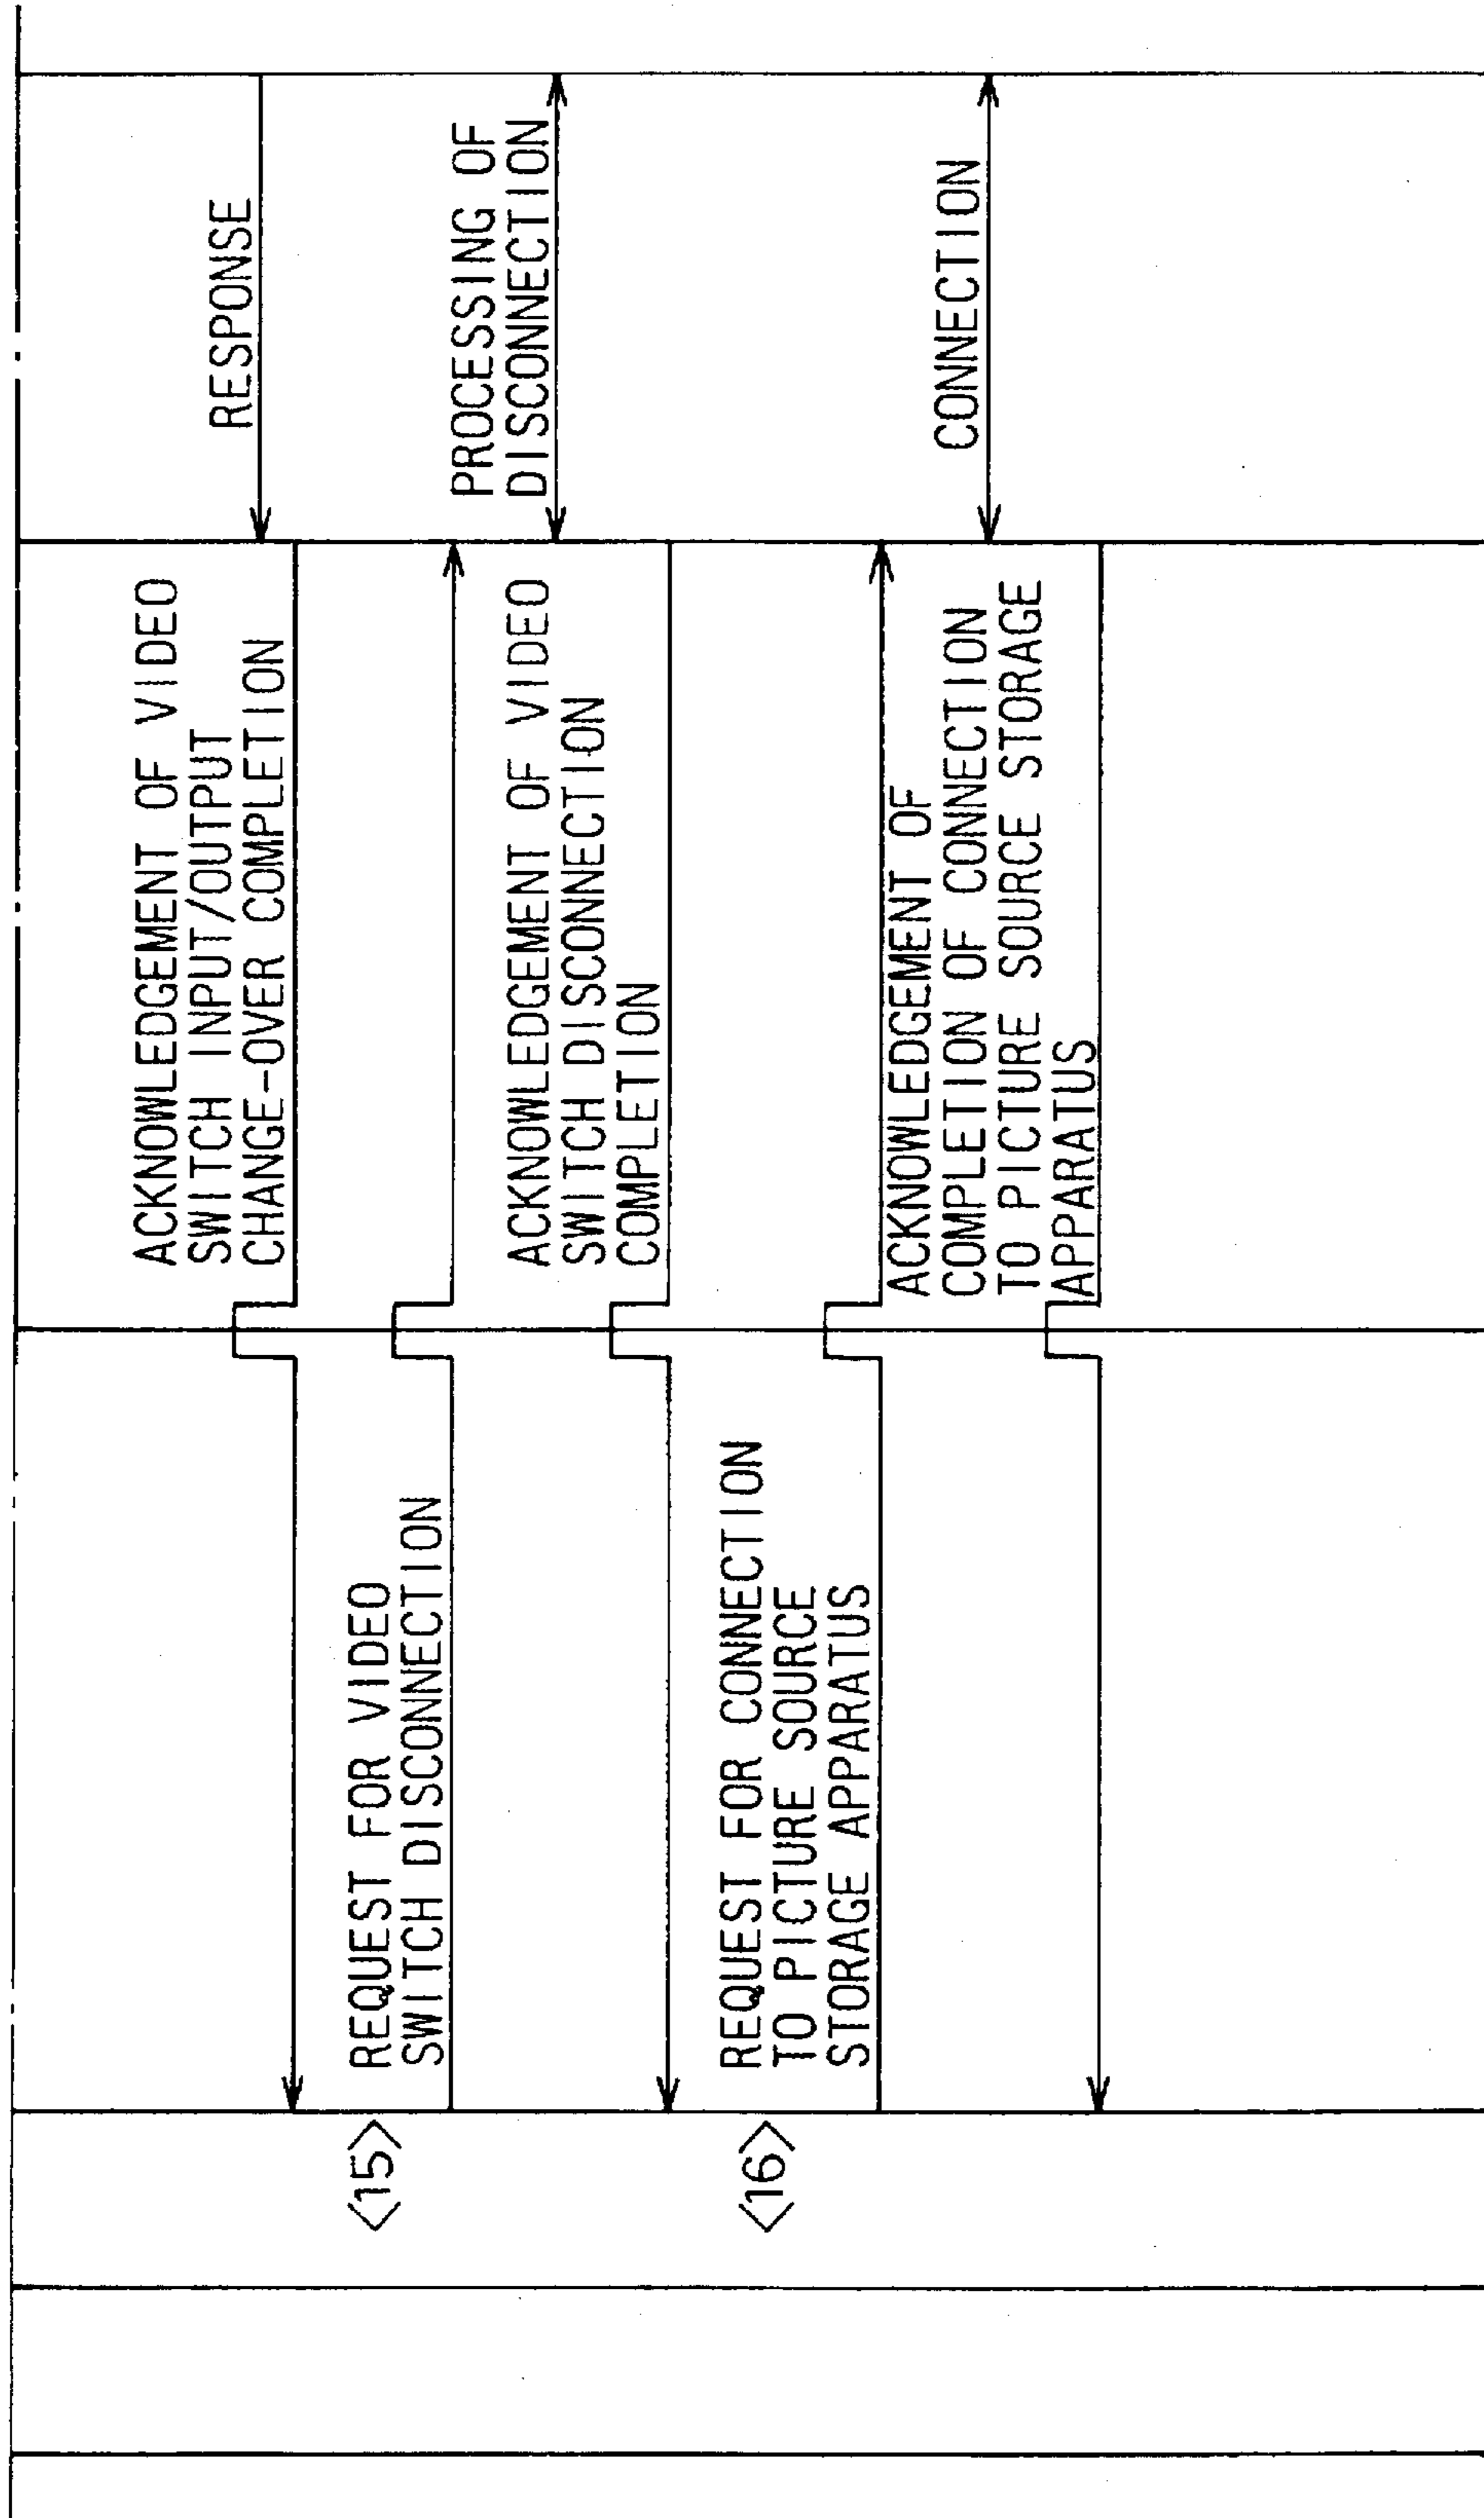 RESPONSE
ACKNOWLEDGEMENT OF VIDEO
SWITCH INPUT/OUTPUT
CHANGE-OVER COMPLETION
<15>
REQUEST FOR VIDEO
SWITCH DISCONNECTION
PROCESSING OF
DISCONNECTION
ACKNOWLEDGEMENT OF VIDEO
SWITCH DISCONNECTION
COMPLETION
<16>
REQUEST FOR CONNECTION
TO PICTURE SOURCE
STORAGE APPARATUS
CONNECTION
ACKNOWLEDGEMENT OF
COMPLETION OF CONNECTION
TO PICTURE SOURCE STORAGE
APPARATUS